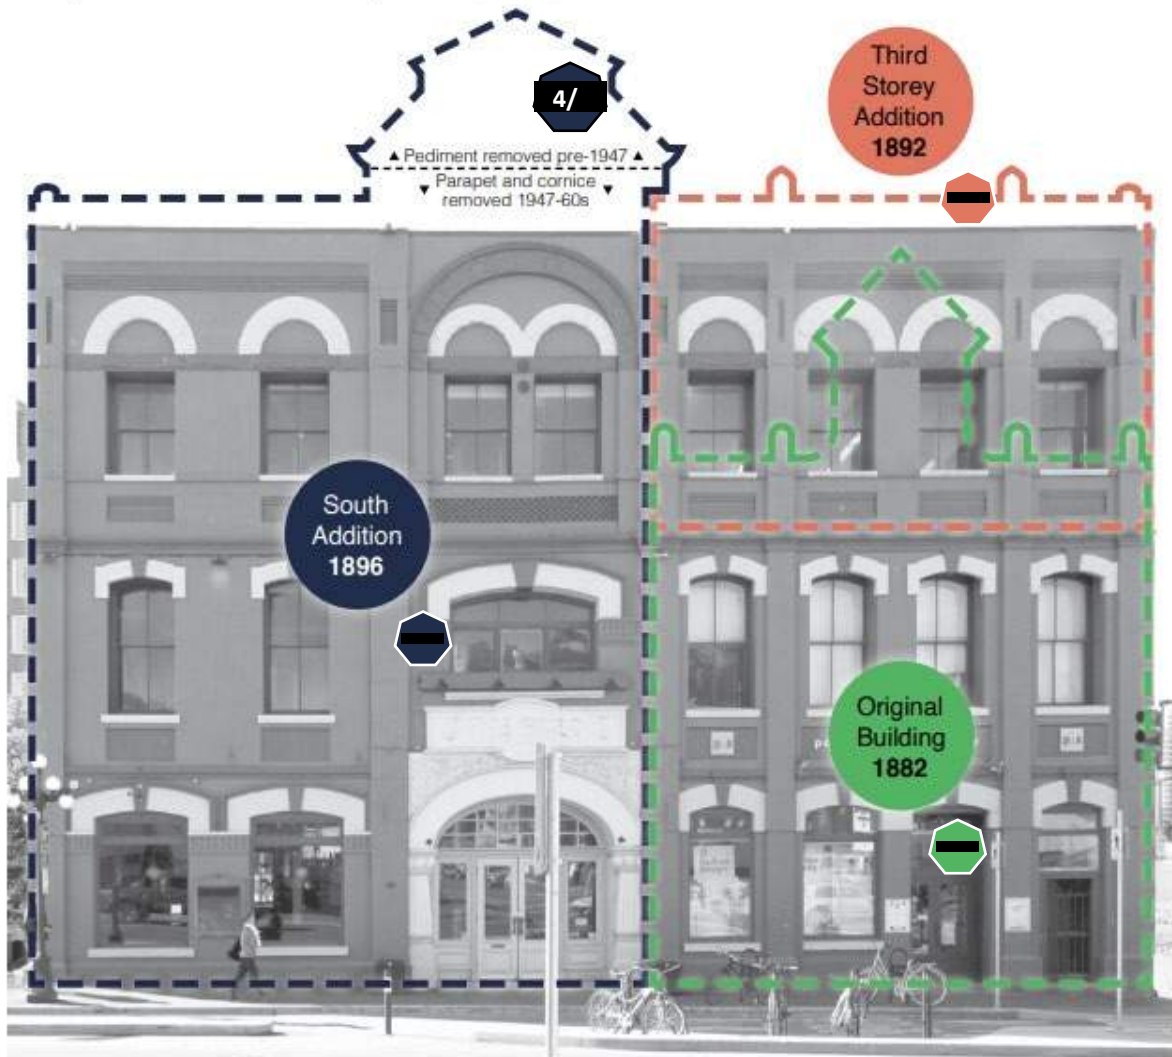 4/
Third
Storey
Addition
1892
▲ Pediment removed pre-1947 ▲
▼ Parapet and cornice ▼
removed 1947-60s
South
Addition
1896
Original
Building
1882